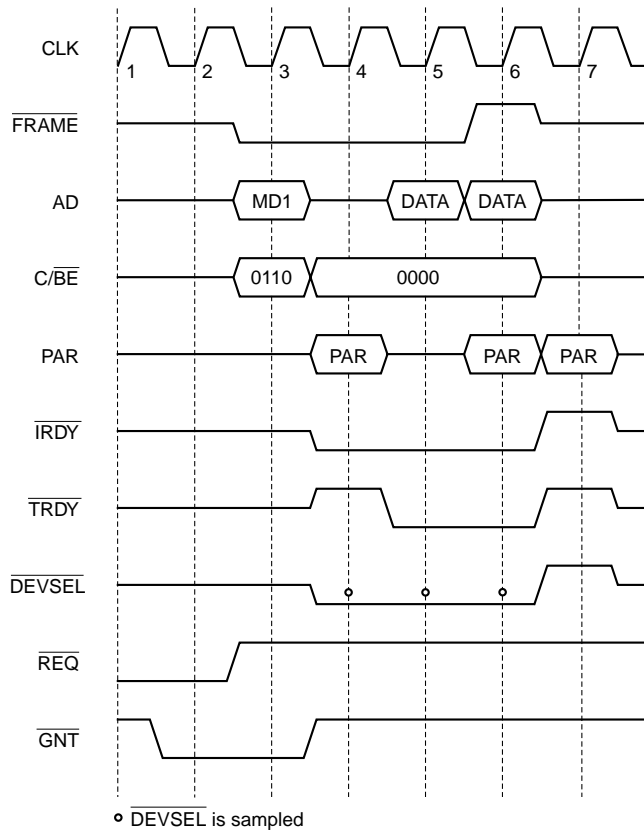 CLK
1 2 3 4 5 6 7
FRAME
AD MD1 DATA DATA
C/BE 0110 0000
PAR PAR PAR PAR
IRDY
TRDY
DEVSEL
REQ
GNT
DEVSEL is sampled